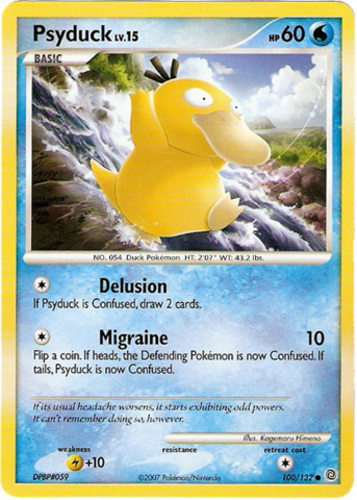 Psyduck LV.15 HP 60
BASIC
NO. 054 Duck Pokémon HT: 2'07" WT: 43.2 lbs.
Delusion
If Psyduck is Confused, draw 2 cards.
Migraine 10
Flip a coin. If heads, the Defending Pokémon is now Confused. If
tails, Psyduck is now Confused.
If its usual headache worsens, it starts exhibiting odd powers.
It can't remember doing so, however.
Illus. Kagemaru Himeno
weakness resistance retreat cost
+10
DPBP#059 ©2007 Pokémon/Nintendo 100/132